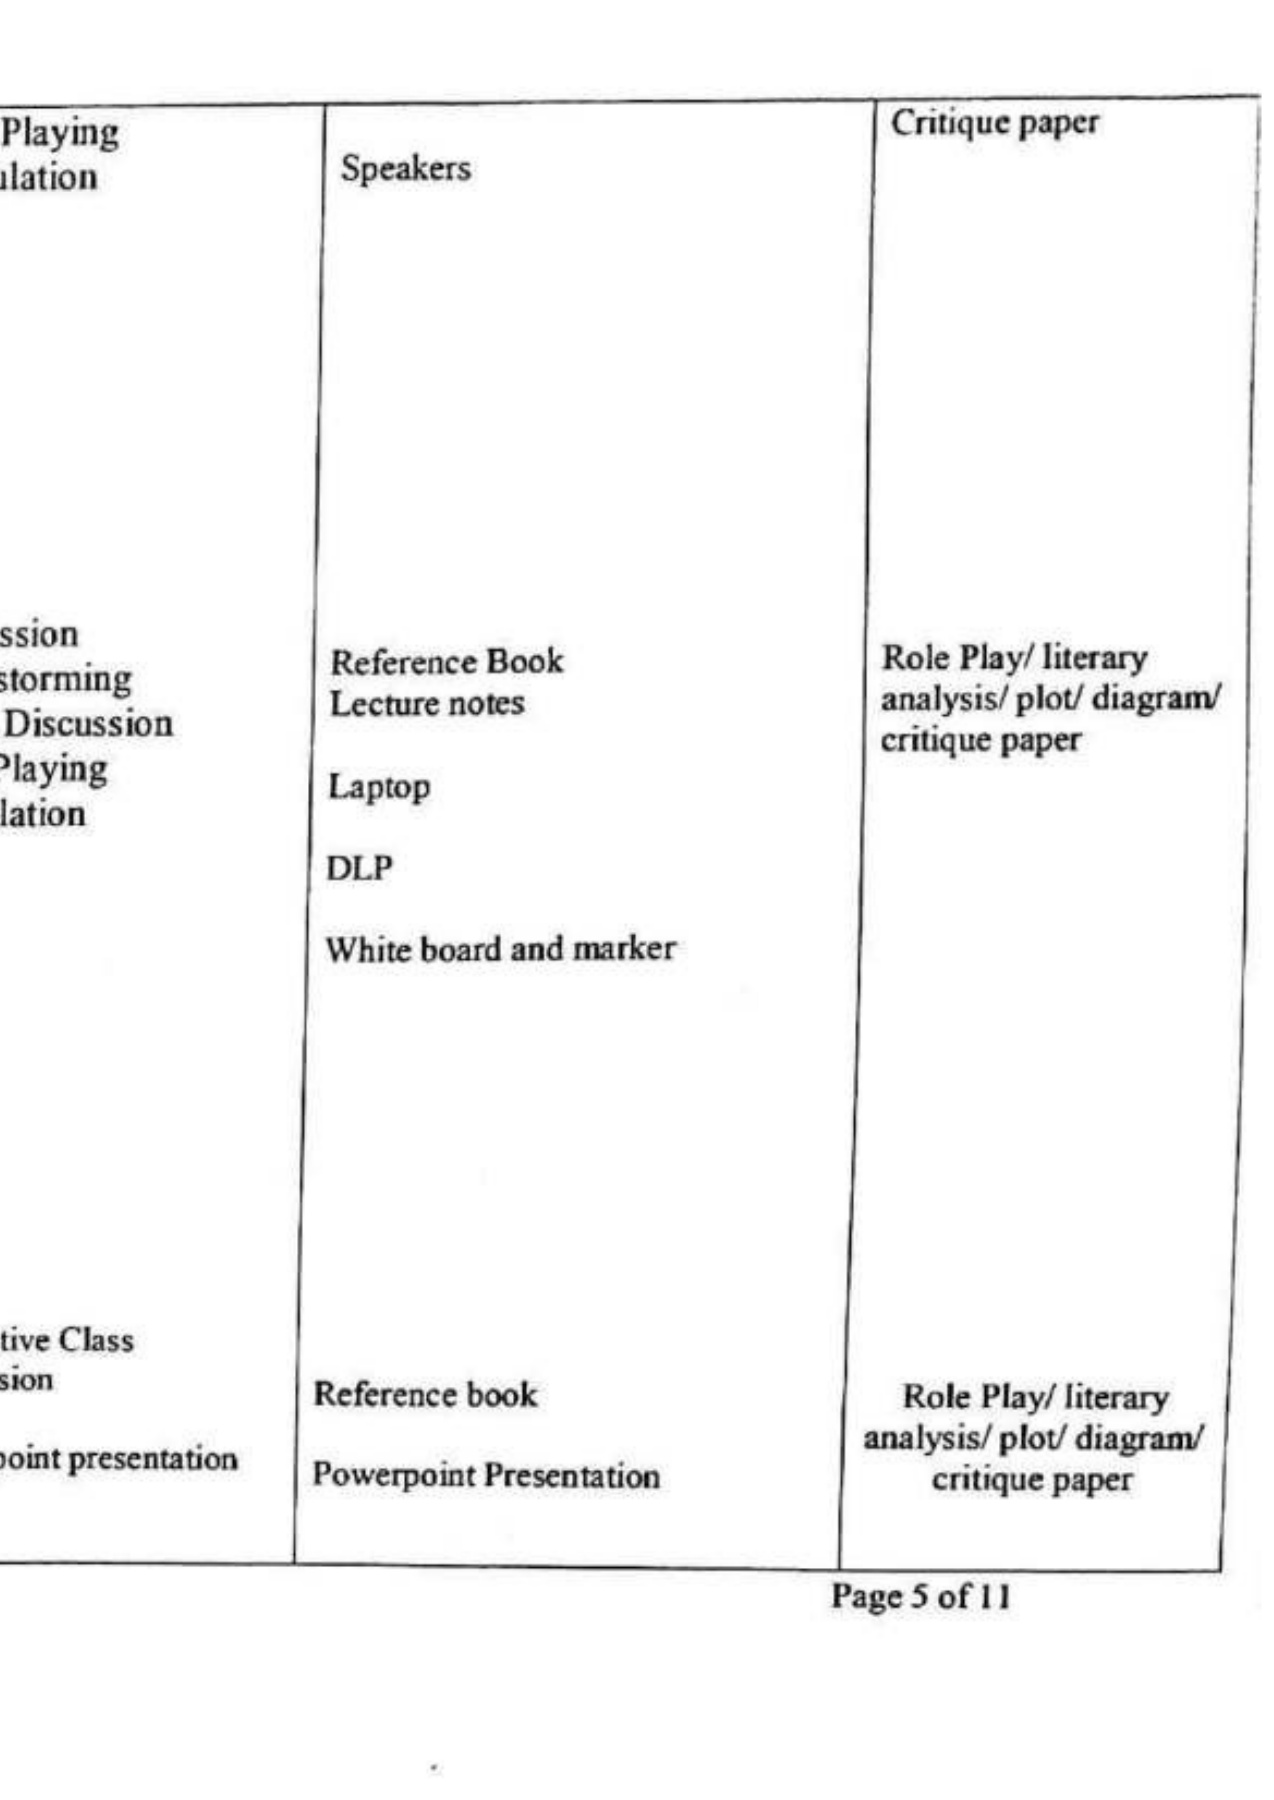 Playing
ulation
Speakers
Critique paper
ssion
storming
Discussion
Playing
lation
Reference Book
Lecture notes
Laptop
DLP
White board and marker
Role Play/ literary
analysis/ plot/ diagram/
critique paper
tive Class
sion
point presentation
Reference book
Powerpoint Presentation
Role Play/ literary
analysis/ plot/ diagram/
critique paper
Page 5 of 11